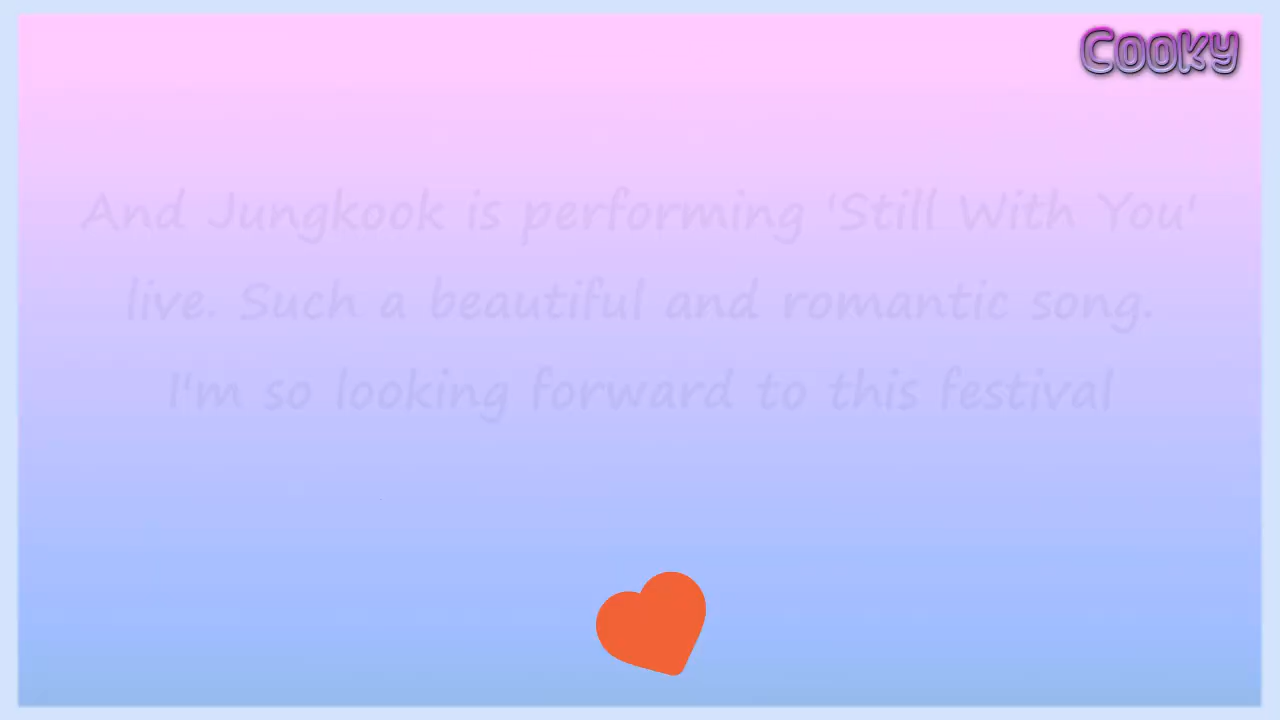 Cooky
And Jungkook is performing 'Still With You'
live. Such a beautiful and romantic song.
I'm so looking forward to this festival